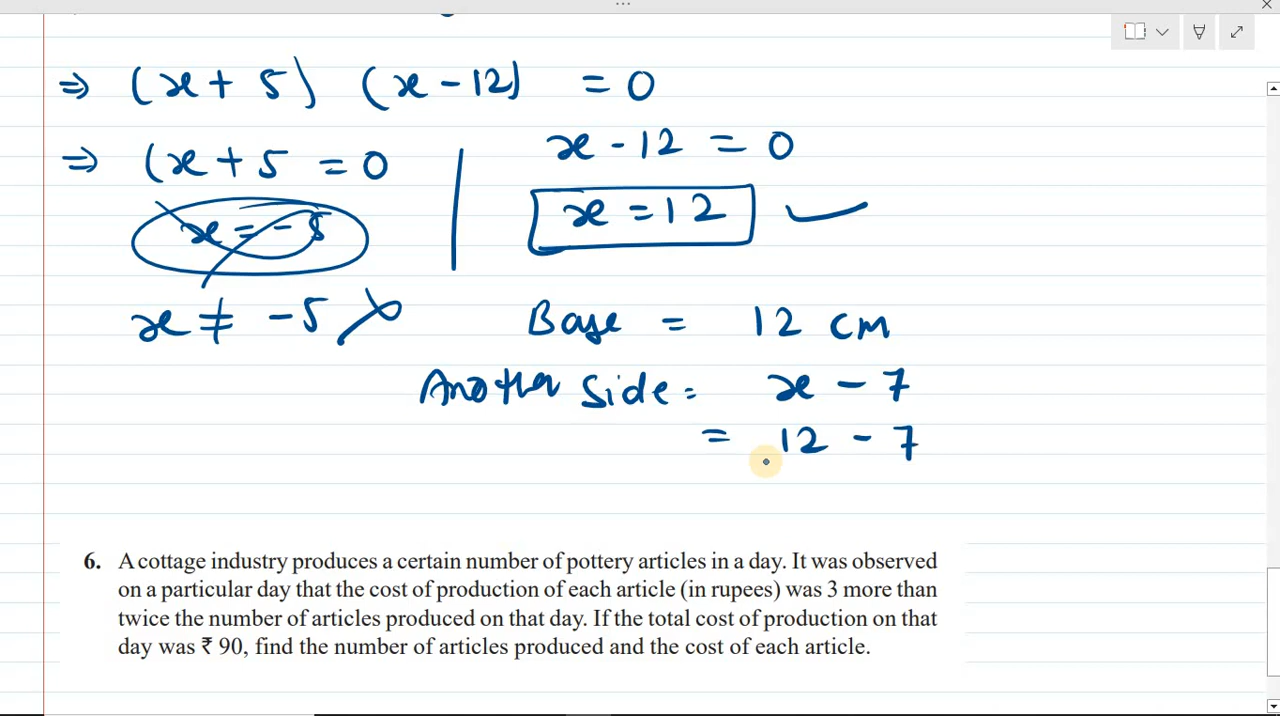 ⇒ (x + 5) (x - 12) = 0
⇒ (x + 5 = 0
x - 12 = 0
x = -5
x = 12
x ≠ -5
Base = 12 cm
Another Side = x - 7
= 12 - 7
6. A cottage industry produces a certain number of pottery articles in a day. It was observed
on a particular day that the cost of production of each article (in rupees) was 3 more than
twice the number of articles produced on that day. If the total cost of production on that
day was ₹ 90, find the number of articles produced and the cost of each article.